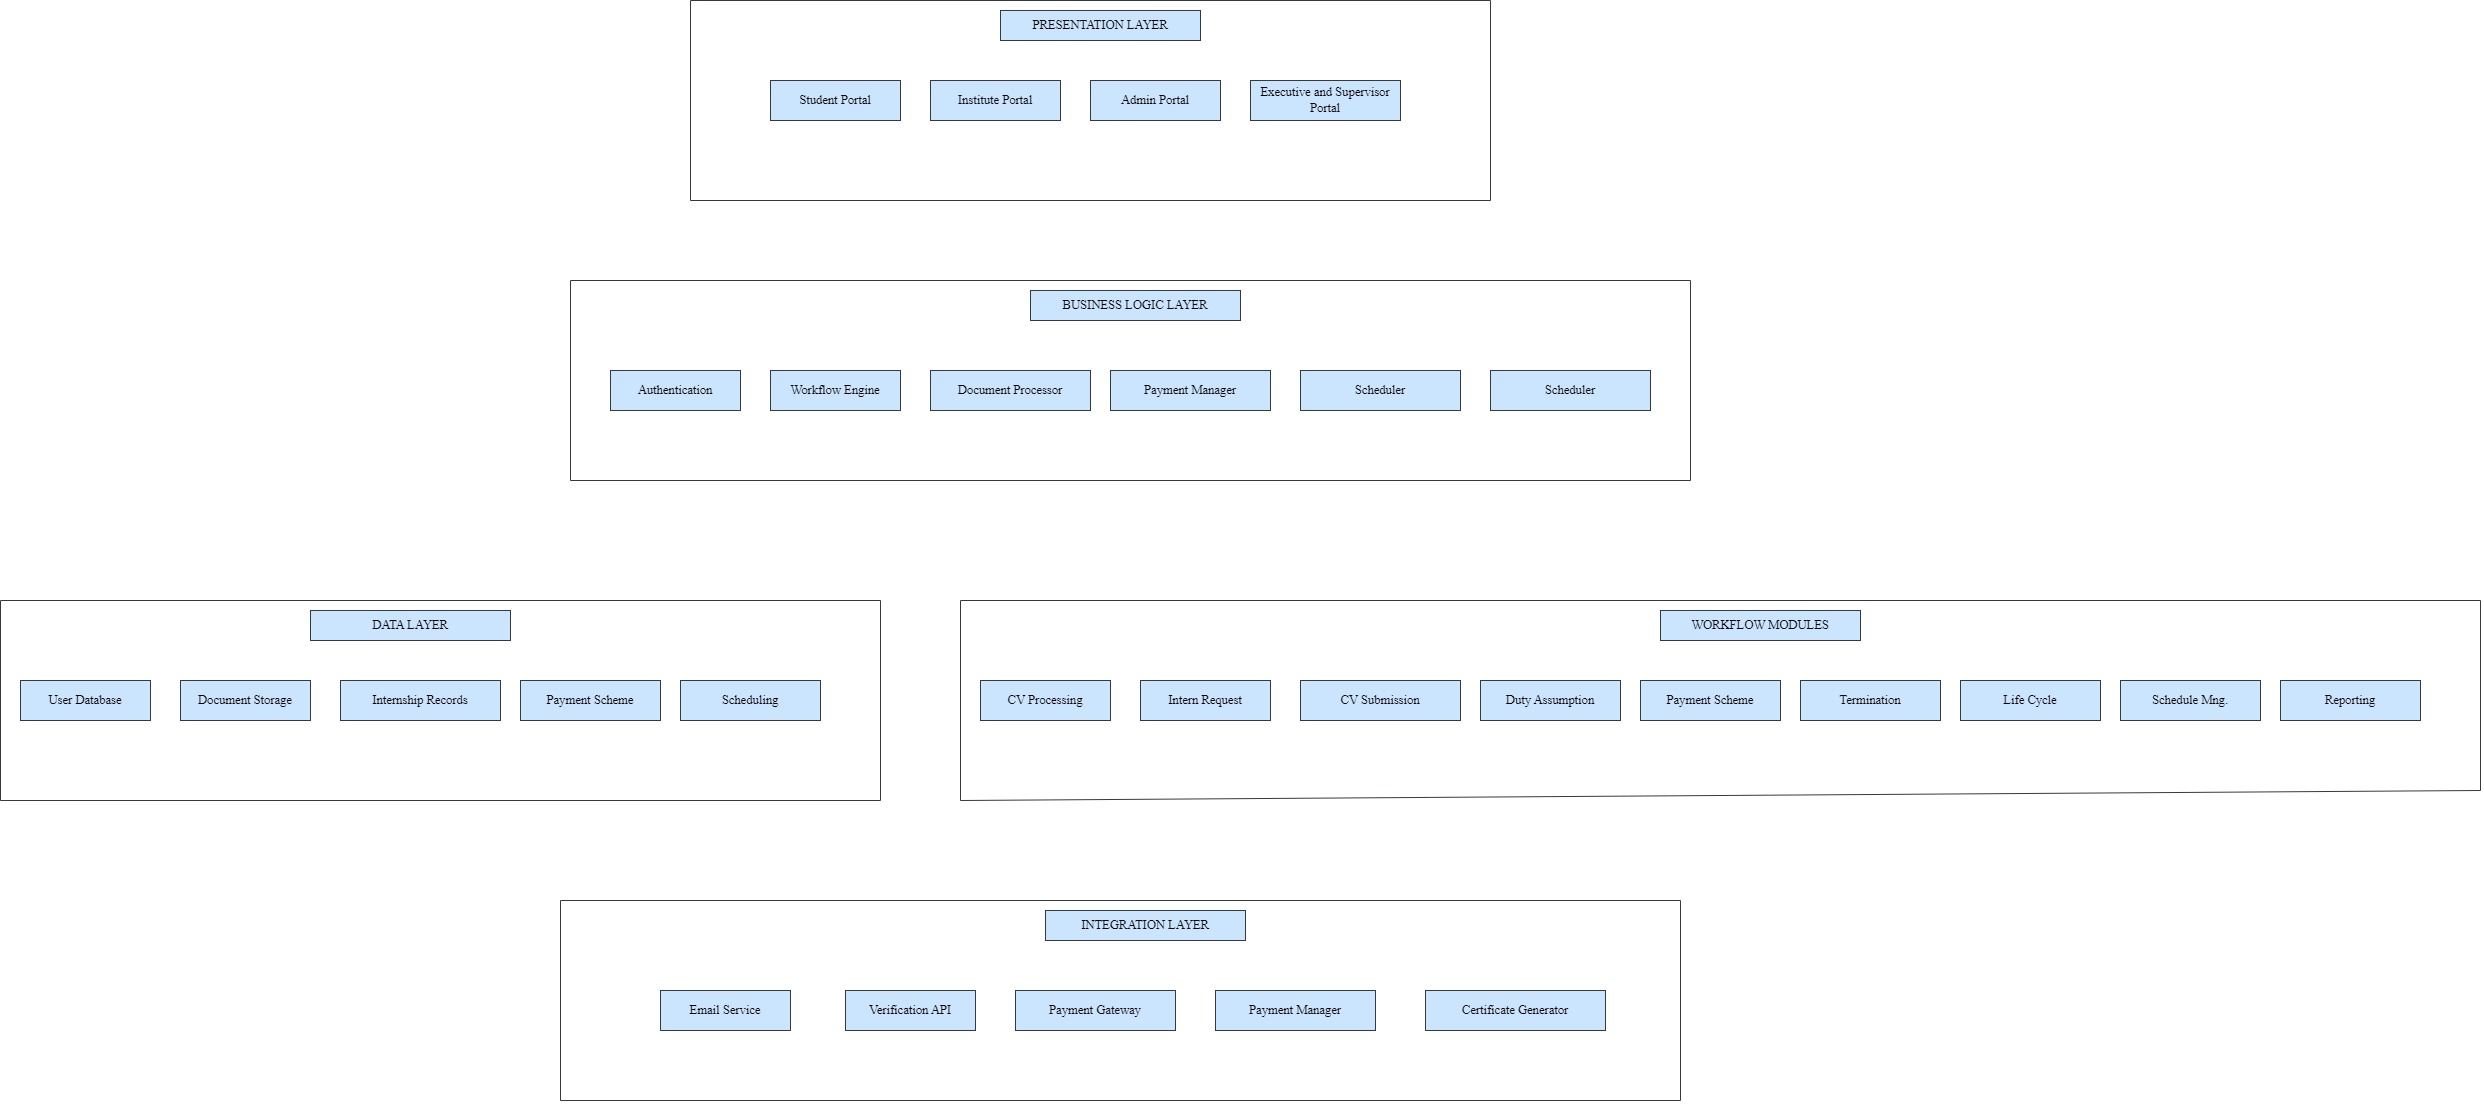 PRESENTATION LAYER
Student Portal
Institute Portal
Admin Portal
Executive and Supervisor
Portal
BUSINESS LOGIC LAYER
Authentication
Workflow Engine
Document Processor
Payment Manager
Scheduler
Scheduler
DATA LAYER
User Database
Document Storage
Internship Records
Payment Scheme
Scheduling
WORKFLOW MODULES
CV Processing
Intern Request
CV Submission
Duty Assumption
Payment Scheme
Termination
Life Cycle
Schedule Mng.
Reporting
INTEGRATION LAYER
Email Service
Verification API
Payment Gateway
Payment Manager
Certificate Generator